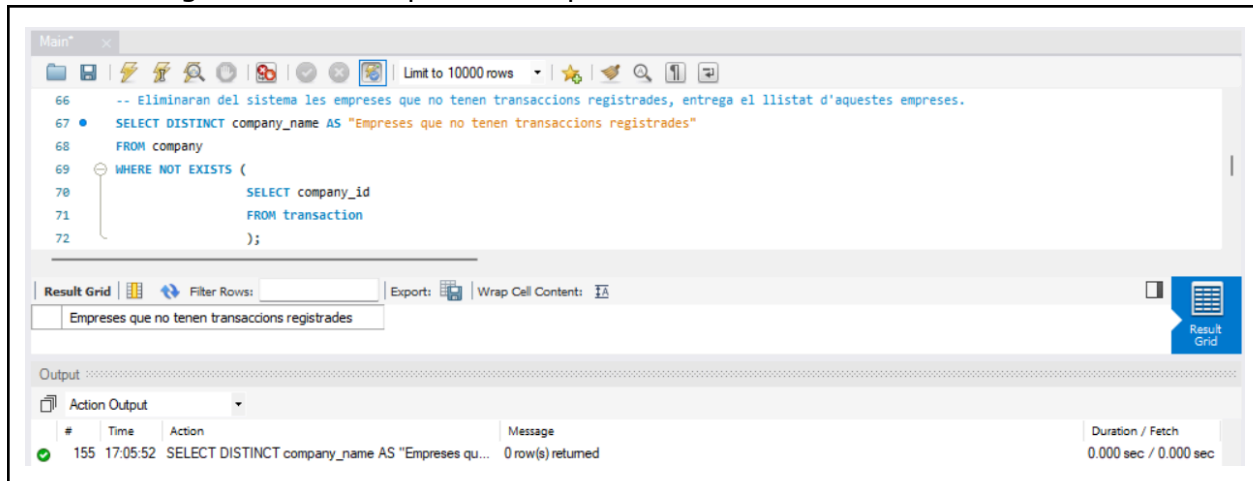 Main*
Limit to 10000 rows
66 -- Eliminaran del sistema les empreses que no tenen transaccions registrades, entrega el llistat d'aquestes empreses.
67 SELECT DISTINCT company_name AS "Empreses que no tenen transaccions registrades"
68 FROM company
69 WHERE NOT EXISTS (
70 SELECT company_id
71 FROM transaction
72 );
Result Grid Filter Rows: Export: Wrap Cell Content: IA
Empreses que no tenen transaccions registrades
Result
Grid
Output
Action Output
# Time Action Message Duration / Fetch
155 17:05:52 SELECT DISTINCT company_name AS "Empreses qu... 0 row(s) returned 0.000 sec / 0.000 sec